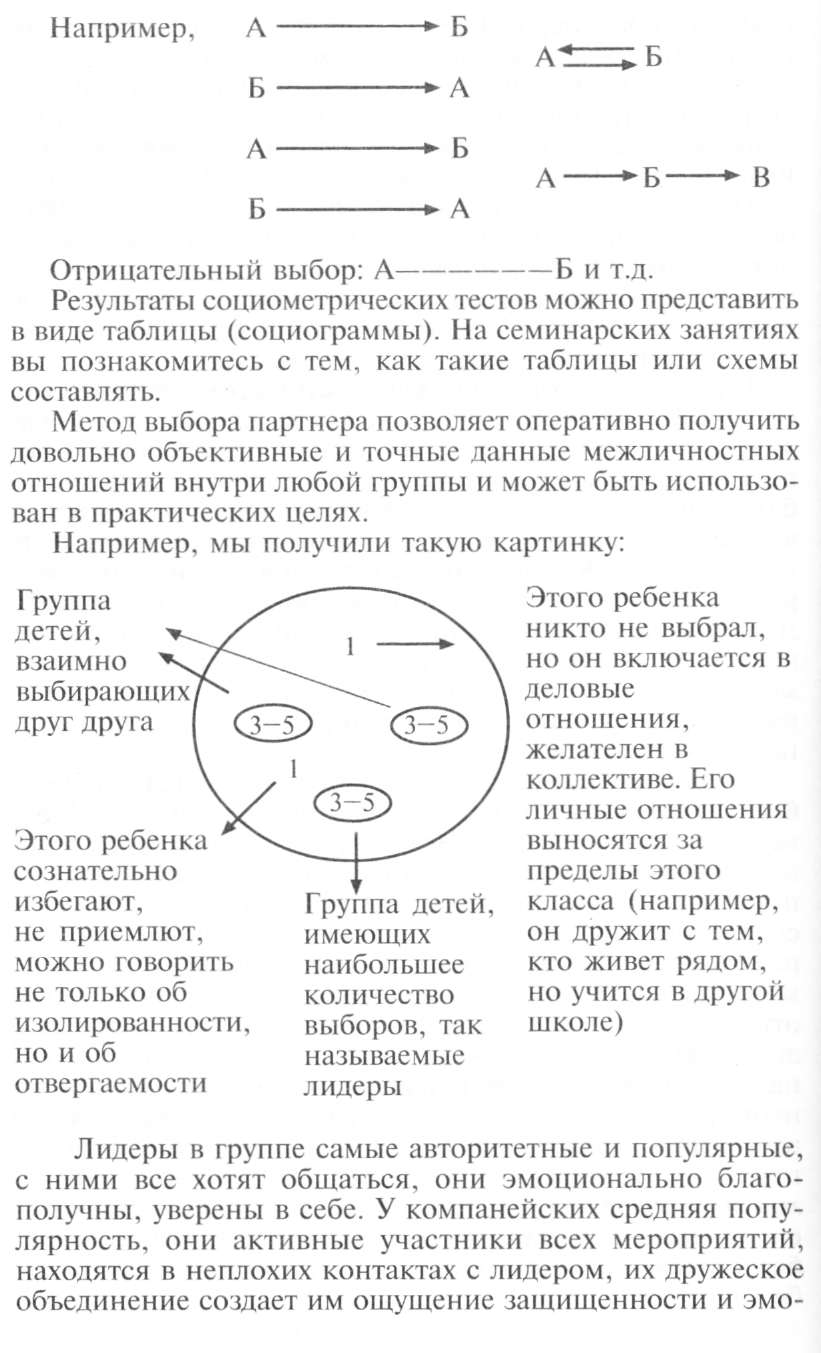 Например, А ⟶ Б
А ⇄ Б
Б ⟶ А
А ⟶ Б
А ⟶ Б ⟶ В
Б ⟶ А
Отрицательный выбор: А–––––––Б и т.д.
Результаты социометрических тестов можно представить
в виде таблицы (социограммы). На семинарских занятиях
вы познакомитесь с тем, как такие таблицы или схемы
составлять.
Метод выбора партнера позволяет оперативно получить
довольно объективные и точные данные межличностных
отношений внутри любой группы и может быть использо-
ван в практических целях.
Например, мы получили такую картинку:
Группа
детей,
взаимно
выбирающих
друг друга
1
3–5
3–5
1
3–5
Этого ребенка
никто не выбрал,
но он включается в
деловые
отношения,
желателен в
коллективе. Его
личные отношения
выносятся за
пределы этого
класса (например,
он дружит с тем,
кто живет рядом,
но учится в другой
школе)
Этого ребенка
сознательно
избегают,
не приемлют,
можно говорить
не только об
изолированности,
но и об
отвергаемости
Группа детей,
имеющих
наибольшее
количество
выборов, так
называемые
лидеры
Лидеры в группе самые авторитетные и популярные,
с ними все хотят общаться, они эмоционально благо-
получны, уверены в себе. У компанейских средняя попу-
лярность, они активные участники всех мероприятий,
находятся в неплохих контактах с лидером, их дружеское
объединение создает им ощущение защищенности и эмо-